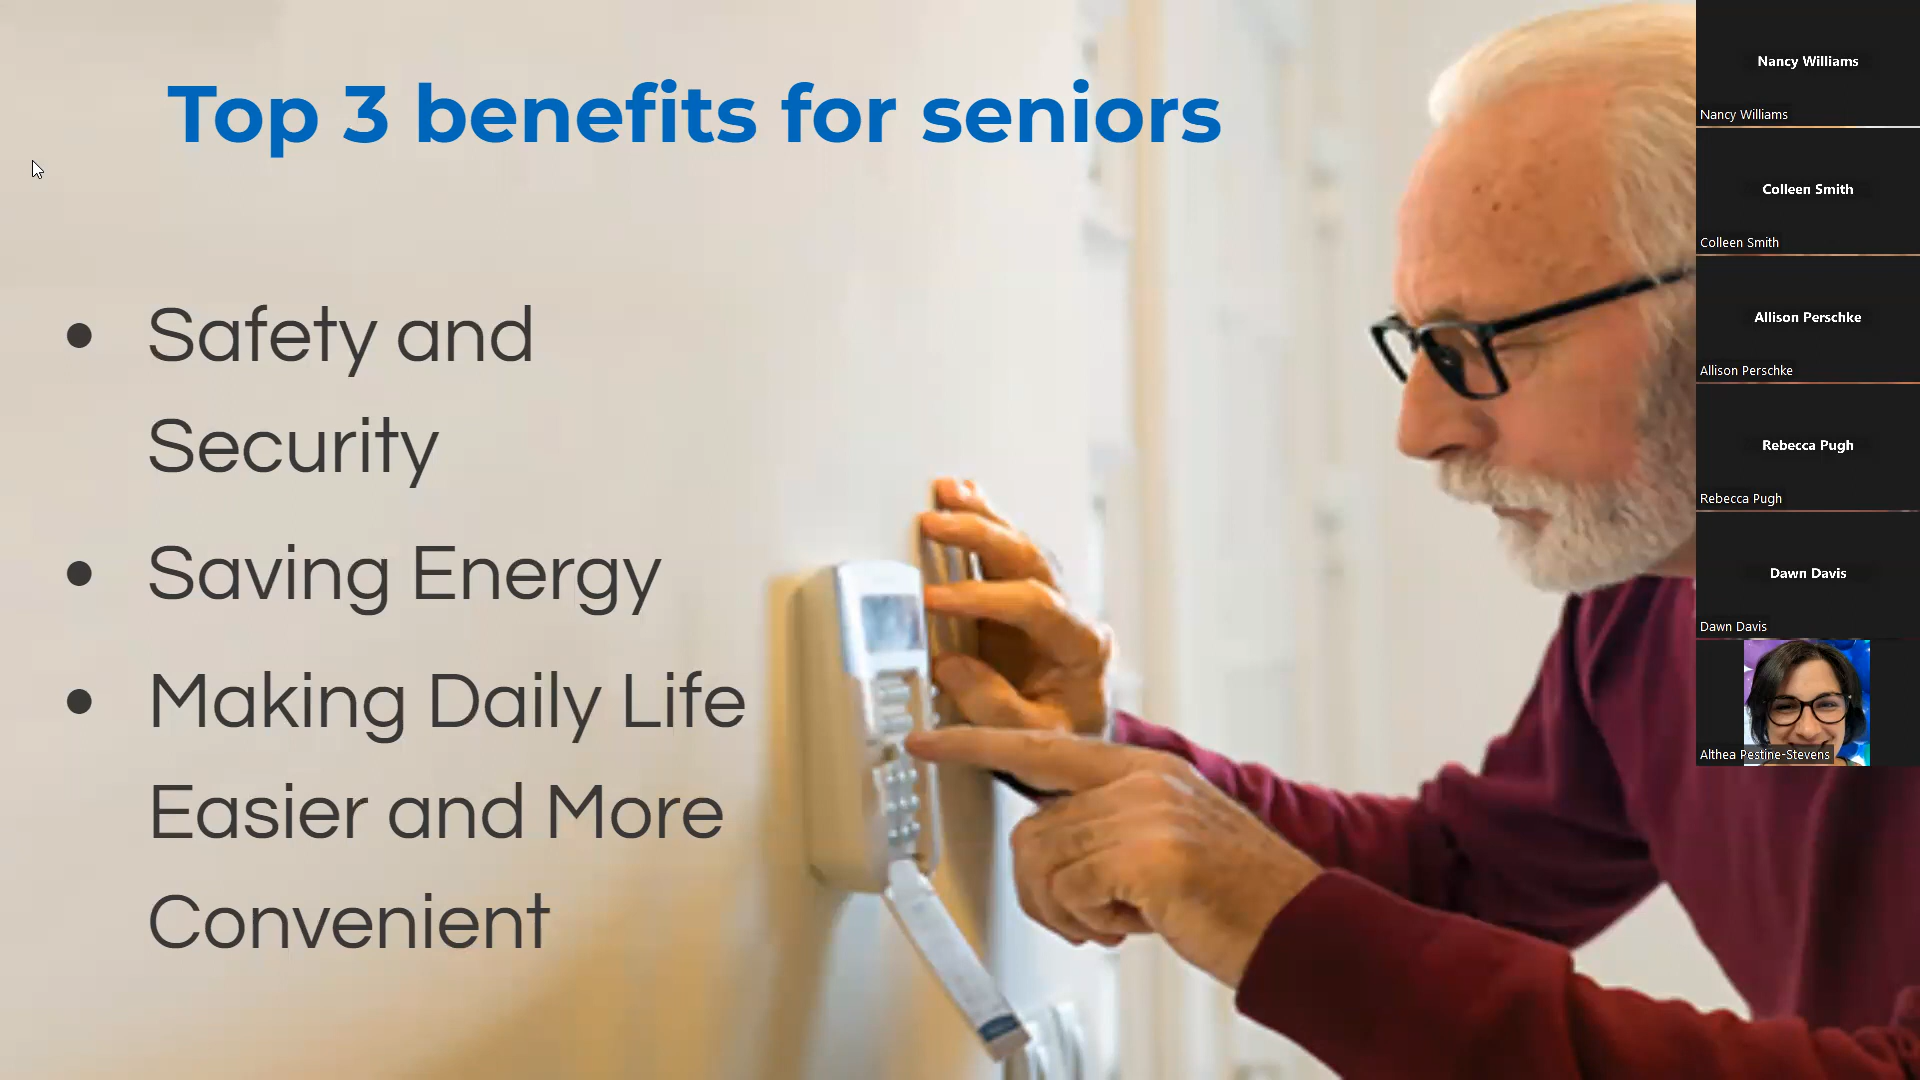 Top 3 benefits for seniors
• Safety and
Security
• Saving Energy
• Making Daily Life
Easier and More
Convenient
Nancy Williams
Nancy Williams
Colleen Smith
Colleen Smith
Allison Perschke
Allison Perschke
Rebecca Pugh
Rebecca Pugh
Dawn Davis
Dawn Davis
Althea Pestine-Stevens